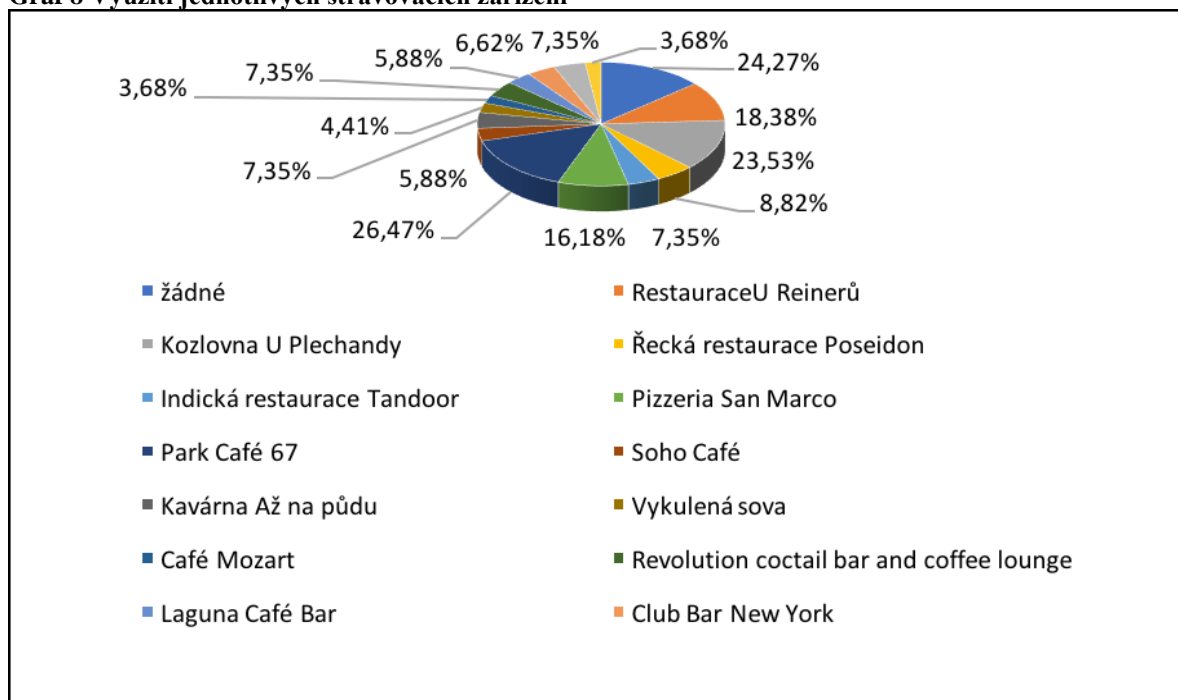 6,62% 7,35% 3,68%
5,88% 24,27%
7,35%
3,68%
18,38%
4,41%
23,53%
7,35% 5,88%
8,82%
26,47% 16,18% 7,35%
žádné RestauraceU Reinerů
Kozlovna U Plechandy Řecká restaurace Poseidon
Indická restaurace Tandoor Pizzeria San Marco
Park Café 67 Soho Café
Kavárna Až na půdu Vykulená sova
Café Mozart Revolution coctail bar and coffee lounge
Laguna Café Bar Club Bar New York